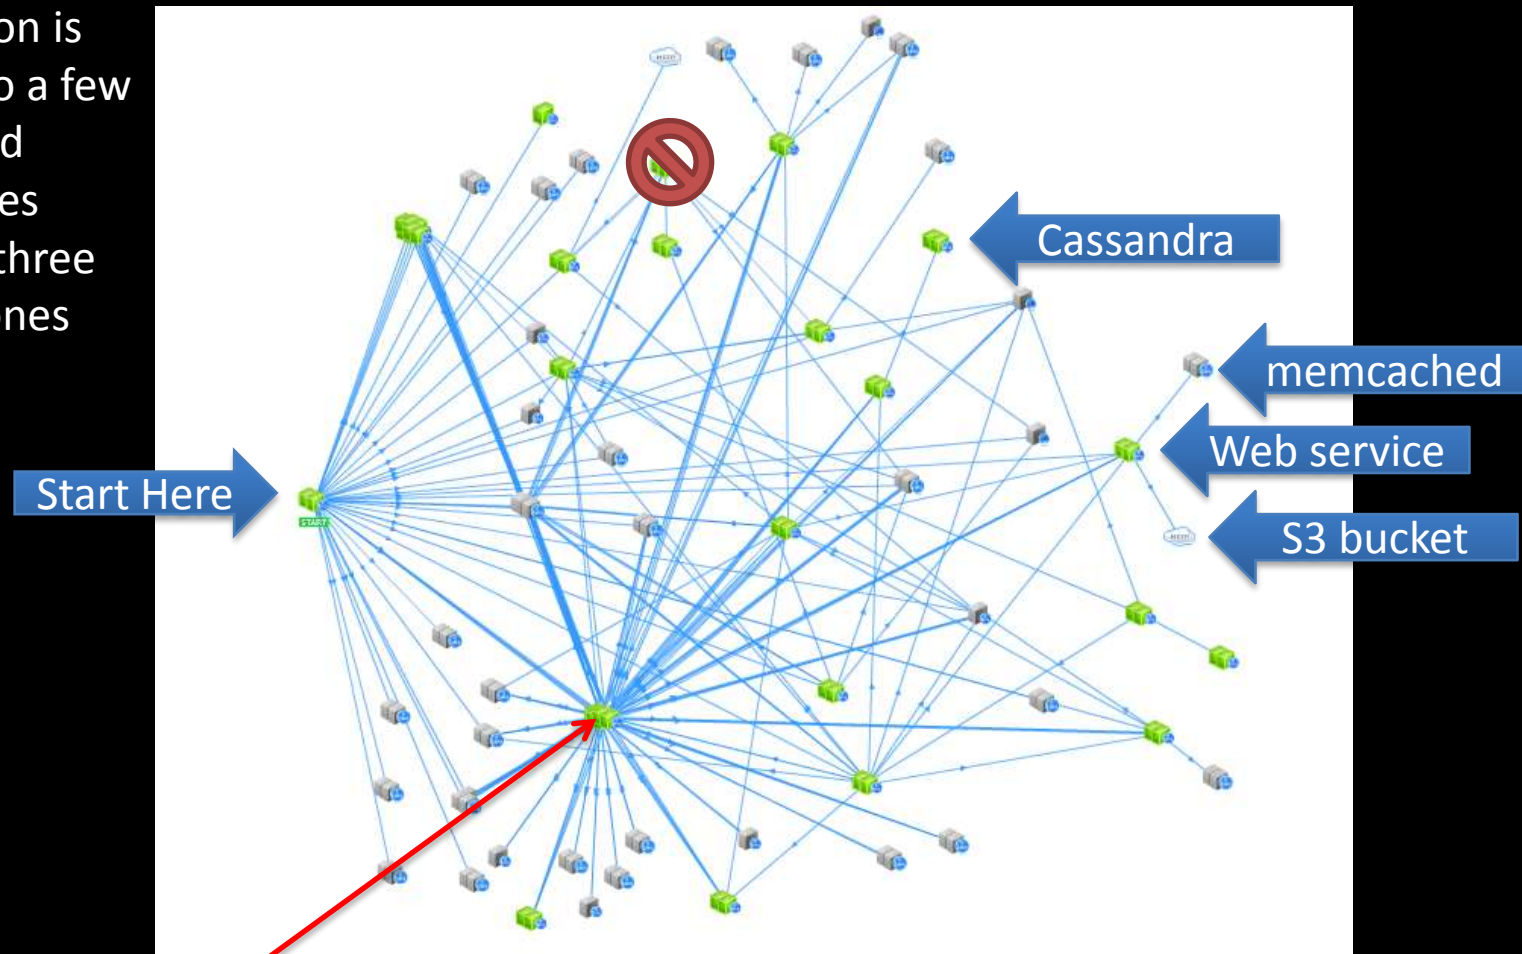 on is
o a few
d
es
three
nes
Cassandra
memcached
Web service
Start Here
START
S3 bucket